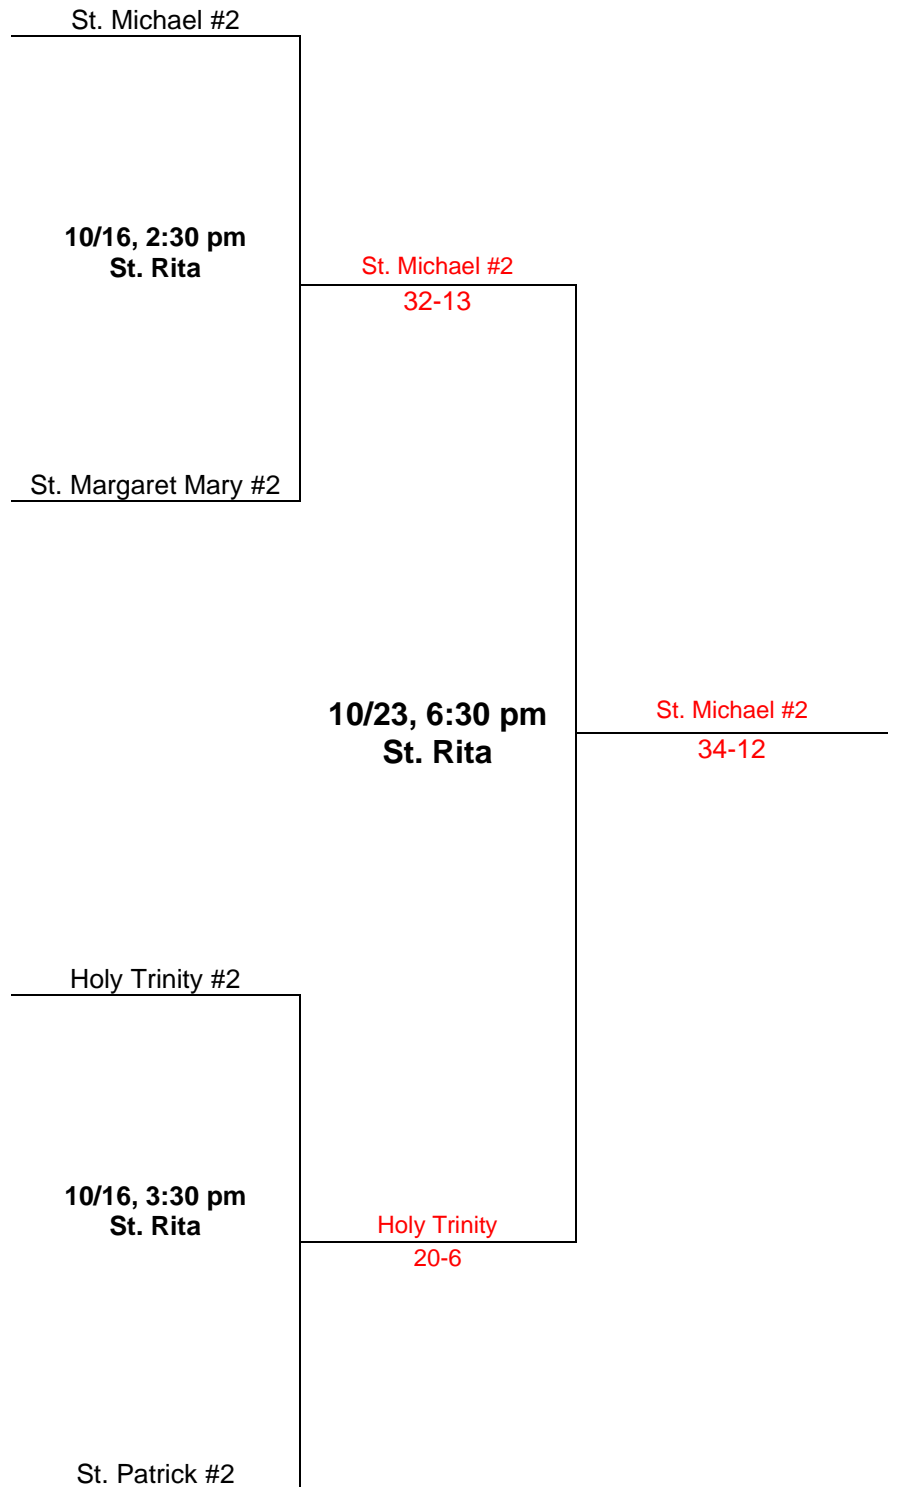 St. Michael #2
10/16, 2:30 pm
St. Rita
St. Michael #2
32-13
St. Margaret Mary #2
10/23, 6:30 pm
St. Rita
St. Michael #2
34-12
Holy Trinity #2
10/16, 3:30 pm
St. Rita
Holy Trinity
20-6
St. Patrick #2